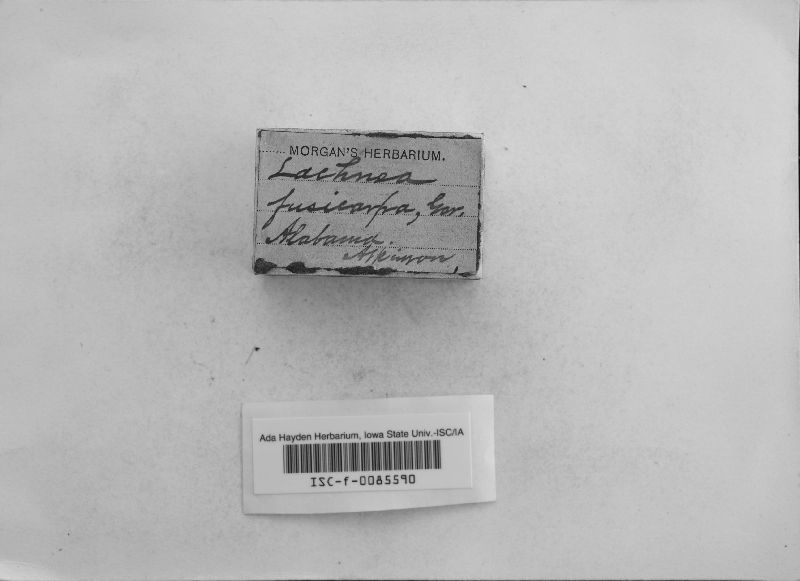 MORGAN'S HERBARIUM.
Lachnea
fusicarpa, Ger.
Alabama.
Atkinson
Ada Hayden Herbarium, Iowa State Univ.-ISC/IA
ISC-f-0085590